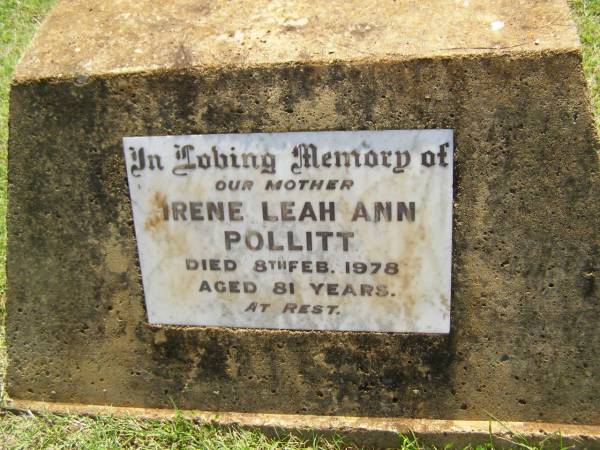 In Loving Memory of
OUR MOTHER
IRENE LEAH ANN
POLLITT
DIED 8TH FEB. 1978
AGED 81 YEARS.
AT REST.